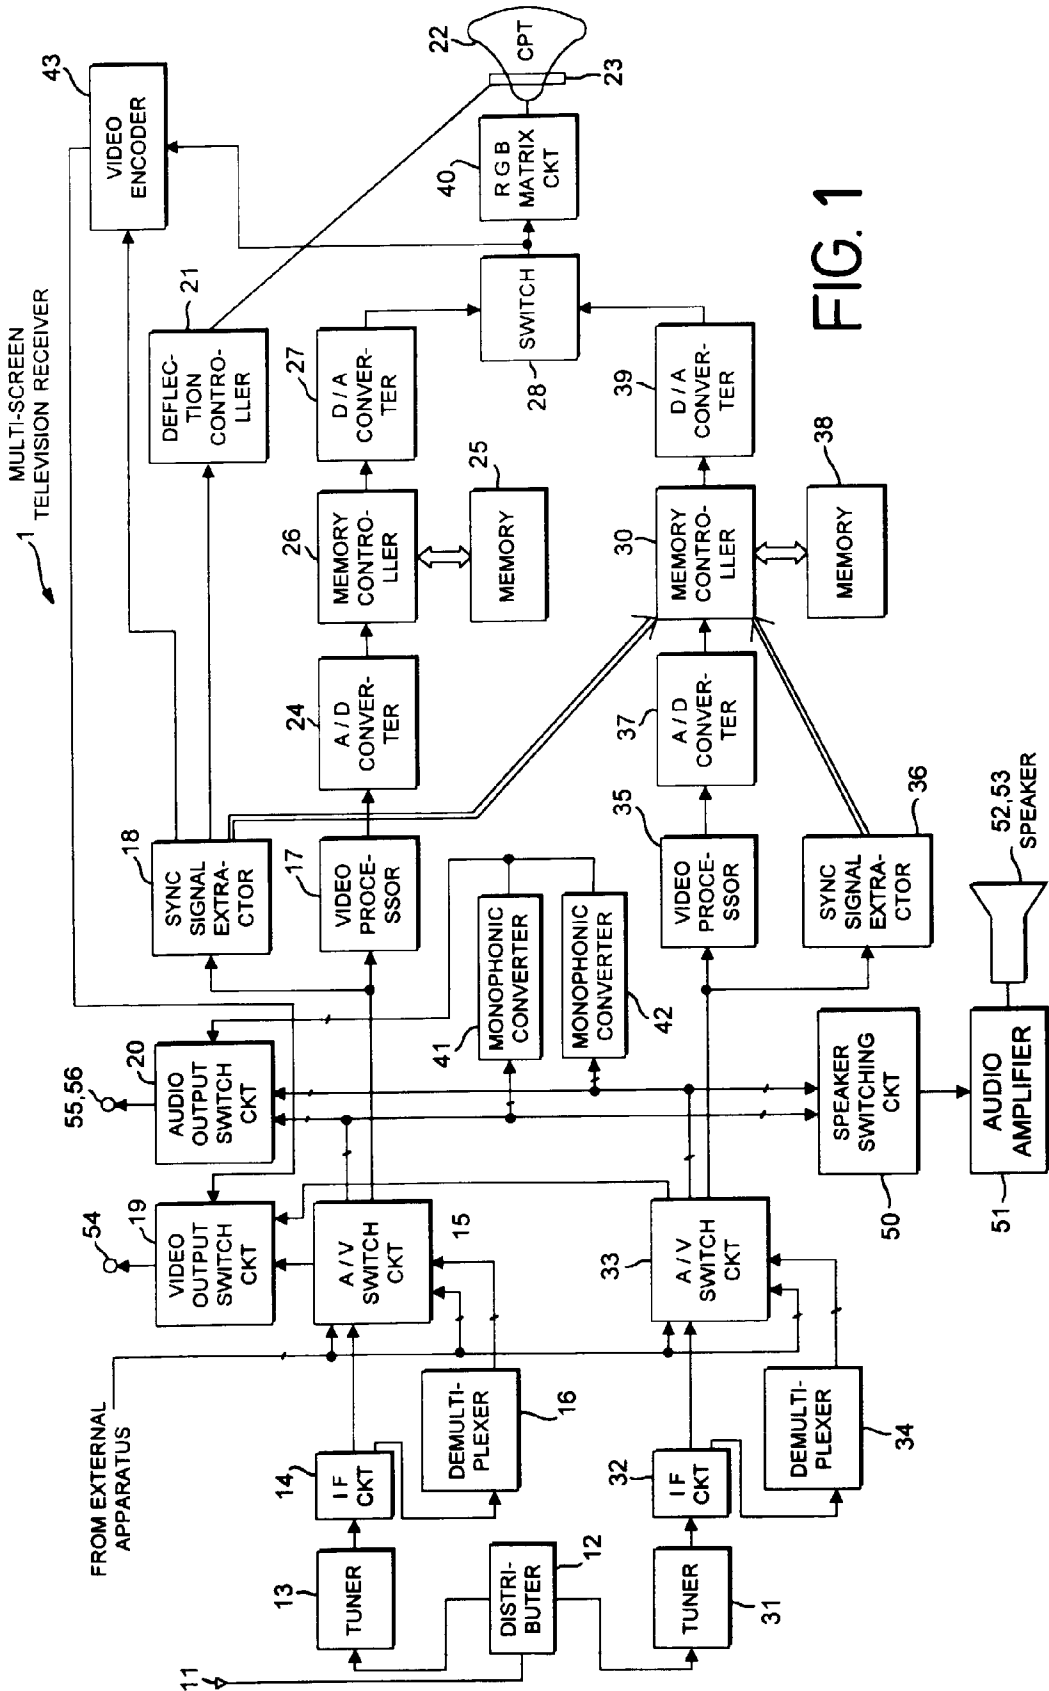 MULTI-SCREEN
TELEVISION RECEIVER
1
43
VIDEO
ENCODER
21
DEFLEC-
TION
CONTRO-
LLER
18
SYNC
SIGNAL
EXTRA-
CTOR
55,56
20
AUDIO
OUTPUT
SWITCH
CKT
54
19
VIDEO
OUTPUT
SWITCH
CKT
FROM EXTERNAL
APPARATUS
11
13
TUNER
14
I F
CKT
A / V
SWITCH
CKT
15
DEMULTI-
PLEXER
16
17
VIDEO
PROCE-
SSOR
24
A / D
CONVER-
TER
26
MEMORY
CONTRO-
LLER
25
MEMORY
27
D / A
CONVER-
TER
SWITCH
28
40
R G B
MATRIX
CKT
22
CPT
23
12
DISTRI-
BUTER
41
MONOPHONIC
CONVERTER
MONOPHONIC
CONVERTER
42
TUNER
31
32
I F
CKT
33
A / V
SWITCH
CKT
DEMULTI-
PLEXER
34
35
VIDEO
PROCE-
SSOR
37
A / D
CONVER-
TER
30
MEMORY
CONTRO-
LLER
38
MEMORY
39
D / A
CONVER-
TER
SYNC
SIGNAL
EXTRA-
CTOR
36
SPEAKER
SWITCHING
CKT
50
AUDIO
AMPLIFIER
51
52,53
SPEAKER
FIG. 1